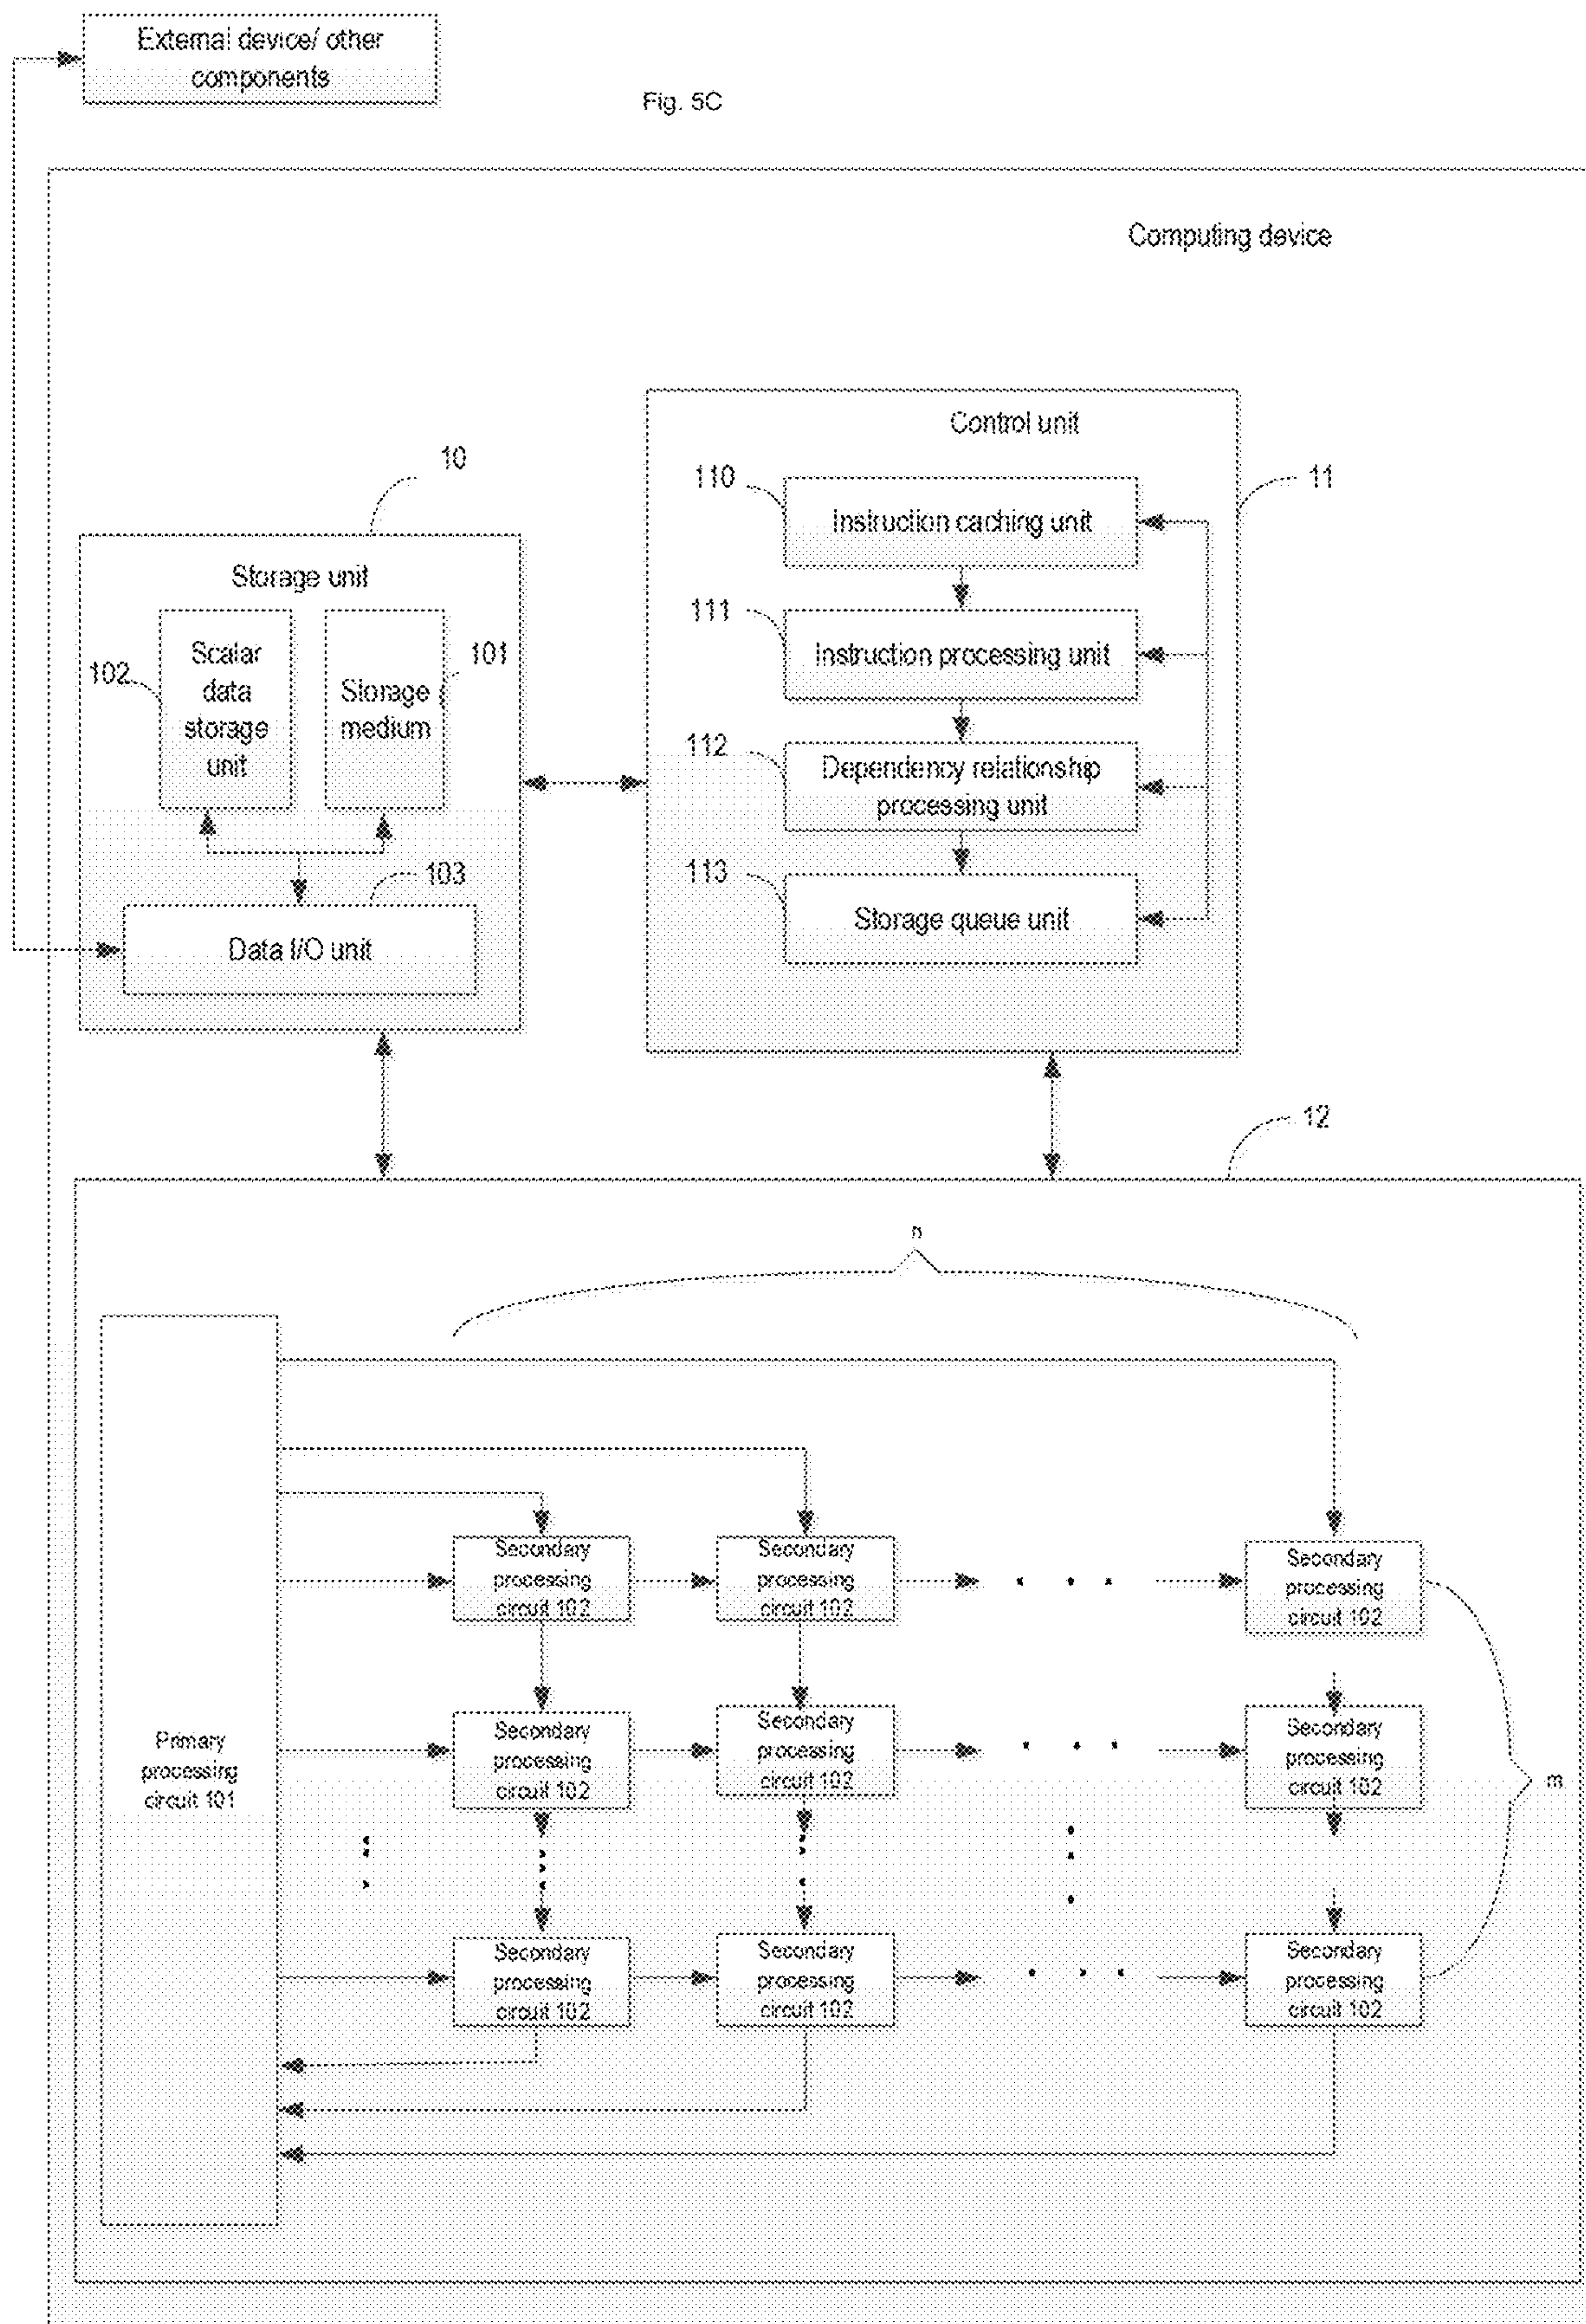 External device/ other
components
Fig. 5C
Computing device
Control unit
10
110
11
Instruction caching unit
Storage unit
111
Instruction processing unit
102
Scalar
data
storage
unit
101
Storage
medium
112
Dependency relationship
processing unit
103
113
Storage queue unit
Data I/O unit
12
n
Secondary
processing
circuit 102
Secondary
processing
circuit 102
Secondary
processing
circuit 102
Primary
processing
circuit 101
Secondary
processing
circuit 102
Secondary
processing
circuit 102
Secondary
processing
circuit 102
m
Secondary
processing
circuit 102
Secondary
processing
circuit 102
Secondary
processing
circuit 102